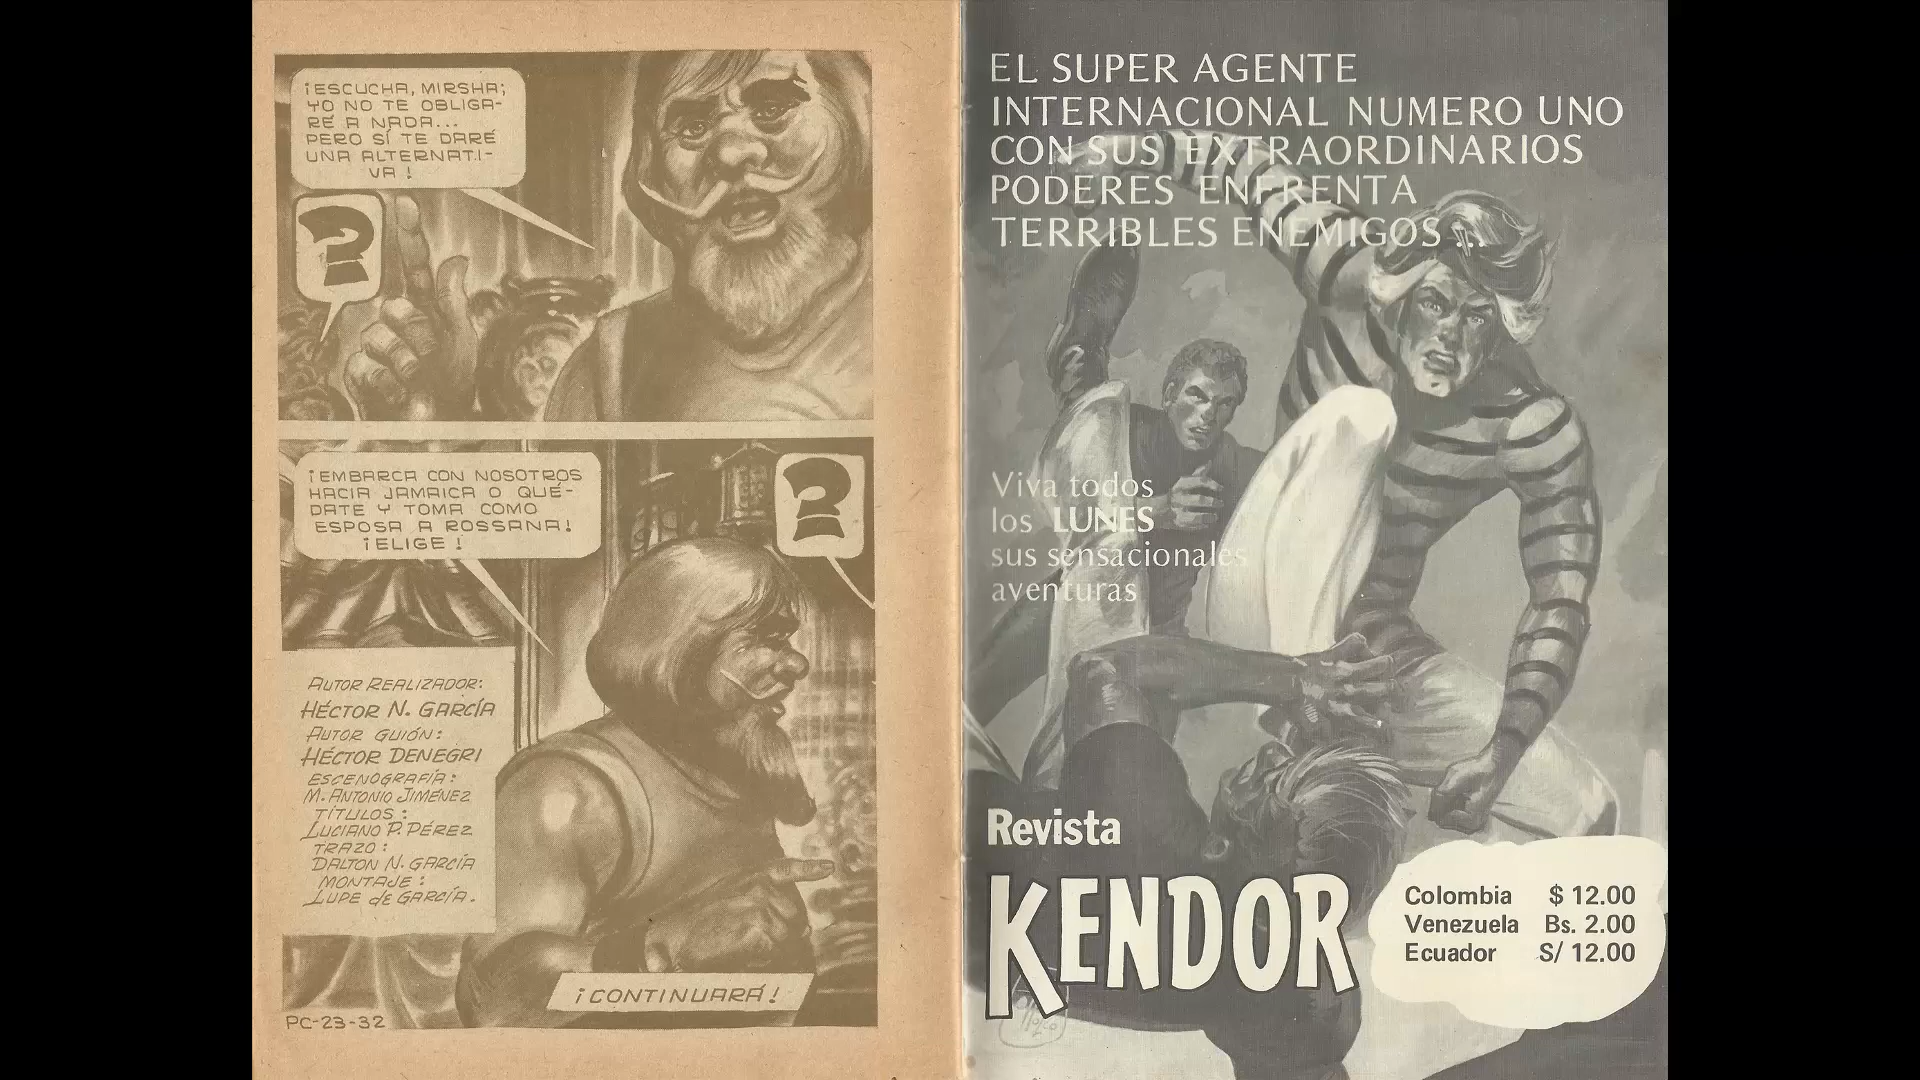 ¡ESCUCHA, MIRSHA;
YO NO TE OBLIGA-
RÉ A NADA...
PERO SÍ TE DARÉ
UNA ALTERNATI-
VA!
?
¡EMBARCA CON NOSOTROS
HACIA JAMAICA O QUÉ-
DATE Y TOMA COMO
ESPOSA A ROSSANA!
¡ELIGE!
?
AUTOR REALIZADOR:
HÉCTOR N. GARCÍA
AUTOR GUIÓN:
HÉCTOR DENEGRI
ESCENOGRAFÍA:
M. ANTONIO JIMÉNEZ
TÍTULOS:
LUCIANO P. PÉREZ
TRAZO:
DALTON N. GARCÍA
MONTAJE:
LUPE de GARCÍA.
¡CONTINUARÁ!
PC-23-32
EL SUPER AGENTE
INTERNACIONAL NUMERO UNO
CON SUS EXTRAORDINARIOS
PODERES ENFRENTA
TERRIBLES ENEMIGOS...
Viva todos
los LUNES
sus sensacionales
aventuras
Revista
KENDOR
Colombia $ 12.00
Venezuela Bs. 2.00
Ecuador S/ 12.00